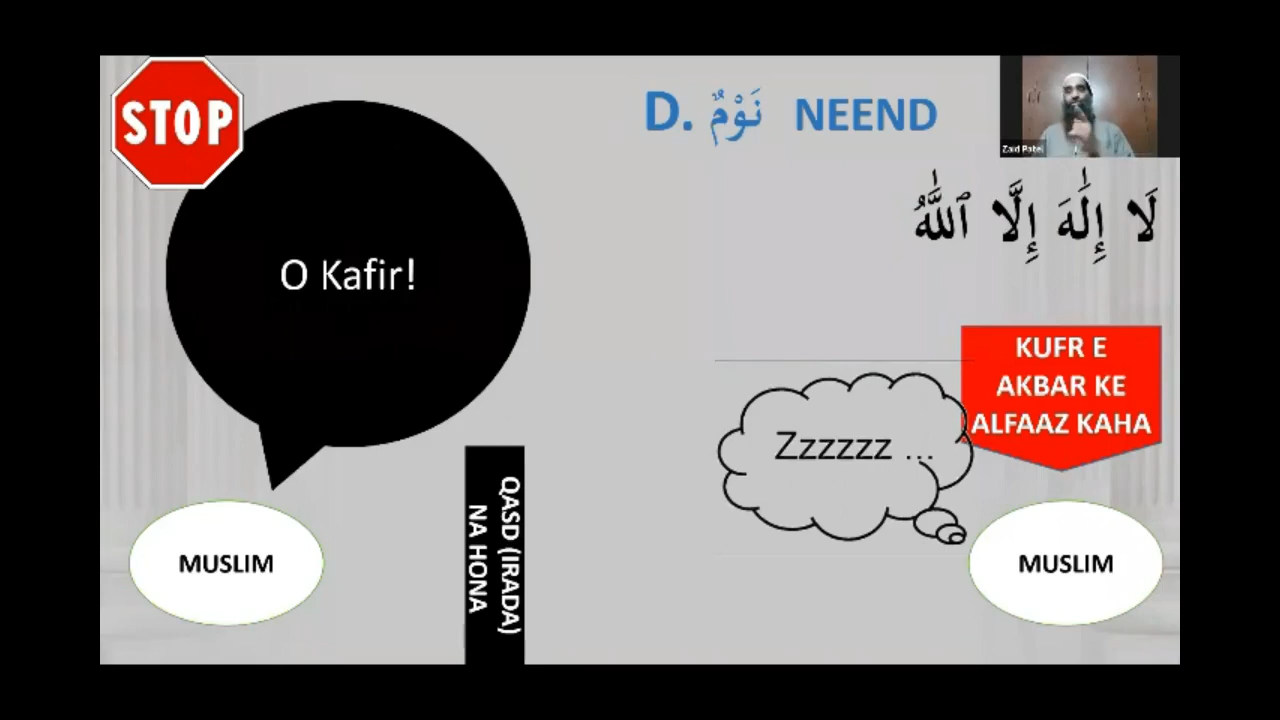 STOP
D. نَوْمٌ NEEND
Zaid Patel
لَا إِلَٰهَ إِلَّا ٱللَّٰهُ
O Kafir!
KUFR E
AKBAR KE
ALFAAZ KAHA
Zzzzzz ...
QASD (IRADA)
NA HONA
MUSLIM
MUSLIM